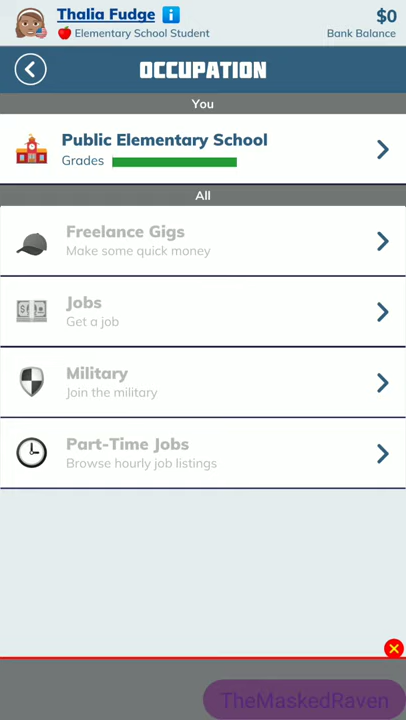 Thalia Fudge
$0
Elementary School Student
Bank Balance
OCCUPATION
You
Public Elementary School
Grades
All
Freelance Gigs
Make some quick money
Jobs
Get a job
Military
Join the military
Part-Time Jobs
Browse hourly job listings
TheMaskedRaven